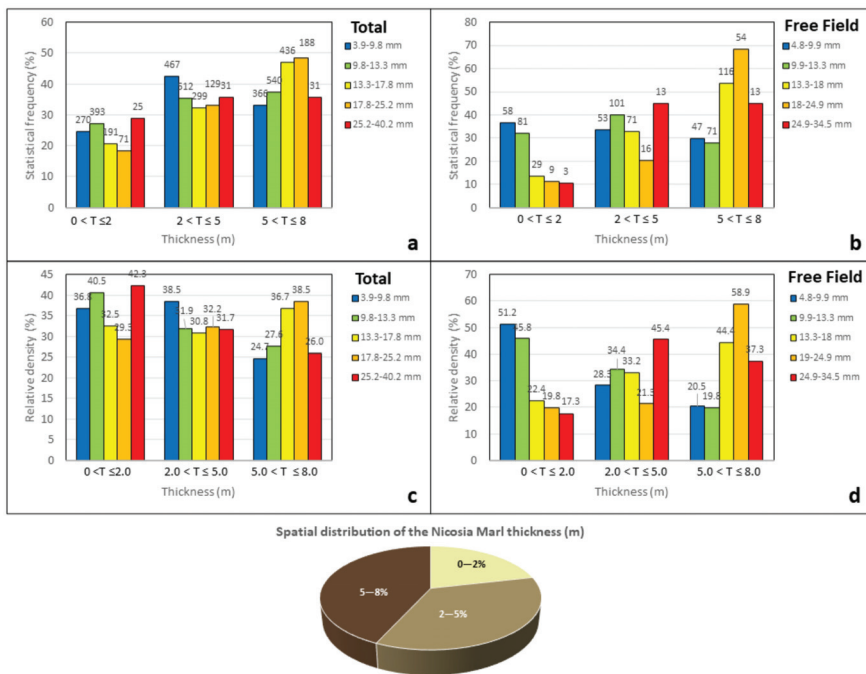 Total
3.9-9.8 mm
9.8-13.3 mm
13.3-17.8 mm
17.8-25.2 mm
25.2-40.2 mm
Statistical frequency (%)
60
50
40
30
20
10
0
270
393
191
71
25
467
512
299
129
31
366
540
436
188
31
0 < T ≤2
2 < T ≤ 5
5 < T ≤ 8
Thickness (m)
a
Free Field
4.8-9.9 mm
9.9-13.3 mm
13.3-18 mm
18-24.9 mm
24.9-34.5 mm
Statistical frequency (%)
80
70
60
50
40
30
20
10
0
58
81
29
9
3
53
101
71
16
13
47
71
116
54
13
0 < T ≤ 2
2 < T ≤ 5
5 < T ≤ 8
Thickness (m)
b
Total
3.9-9.8 mm
9.8-13.3 mm
13.3-17.8 mm
17.8-25.2 mm
25.2-40.2 mm
Relative density (%)
45
40
35
30
25
20
15
10
5
0
36.8
40.5
32.5
29.3
42.3
38.5
31.9
30.8
32.2
31.7
24.7
27.6
36.7
38.5
26.0
0 <T ≤2.0
2.0 < T ≤ 5.0
5.0 < T ≤ 8.0
Thickness (m)
c
Free Field
4.8-9.9 mm
9.9-13.3 mm
13.3-18 mm
19-24.9 mm
24.9-34.5 mm
Relative density (%)
70
60
50
40
30
20
10
0
51.2
45.8
22.4
19.8
17.3
28.3
34.4
33.2
21.3
45.4
20.5
19.8
44.4
58.9
37.3
0 < T ≤ 2.0
2.0 < T ≤ 5.0
5.0 < T ≤ 8.0
Thickness (m)
d
Spatial distribution of the Nicosia Marl thickness (m)
0—2%
5—8%
2—5%